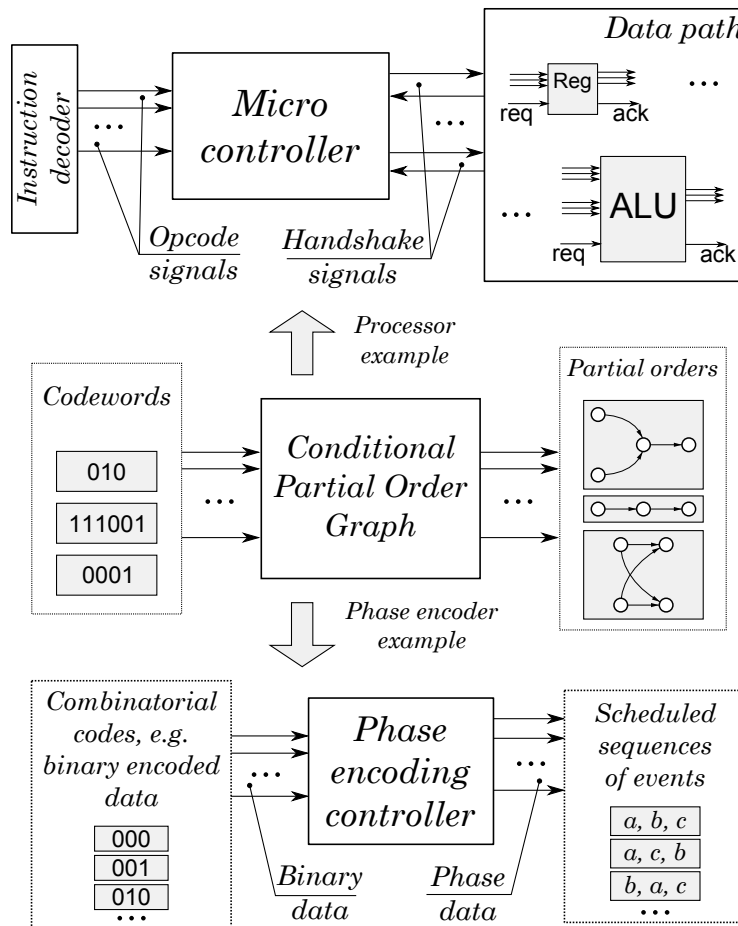 Instruction
decoder
Micro
controller
Data path
Reg
req
ack
ALU
req
ack
Opcode
signals
Handshake
signals
Processor
example
Codewords
010
111001
0001
Conditional
Partial Order
Graph
Partial orders
Phase encoder
example
Combinatorial
codes, e.g.
binary encoded
data
000
001
010
Phase
encoding
controller
Binary
data
Phase
data
Scheduled
sequences
of events
a, b, c
a, c, b
b, a, c